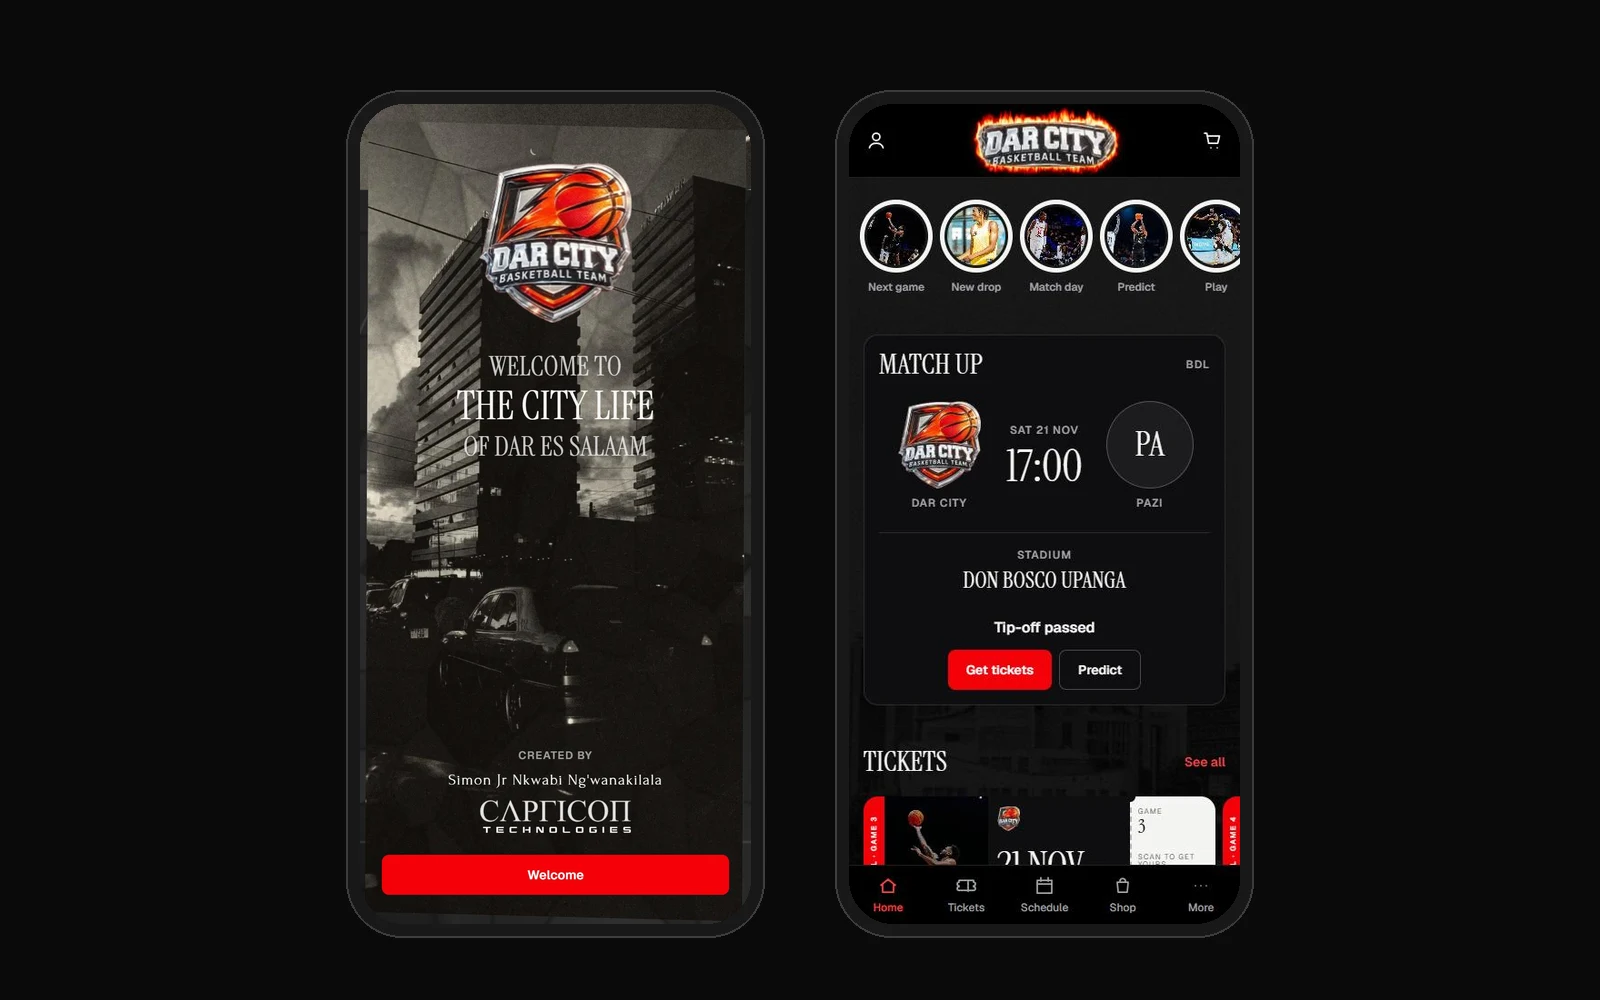 DAR CITY
BASKETBALL TEAM
WELCOME TO
THE CITY LIFE
OF DAR ES SALAAM
CREATED BY
Simon Jr Nkwabi Ng'wanakilala
CAPRICON
TECHNOLOGIES
Welcome
DAR CITY
BASKETBALL TEAM
Next game
New drop
Match day
Predict
Play
MATCH UP
BDL
DAR CITY
BASKETBALL TEAM
SAT 21 NOV
17:00
PA
DAR CITY
PAZI
STADIUM
DON BOSCO UPANGA
Tip-off passed
Get tickets
Predict
TICKETS
See all
GAME 3
21 NOV
GAME
3
SCAN TO GET
YOURS
GAME 4
Home
Tickets
Schedule
Shop
More